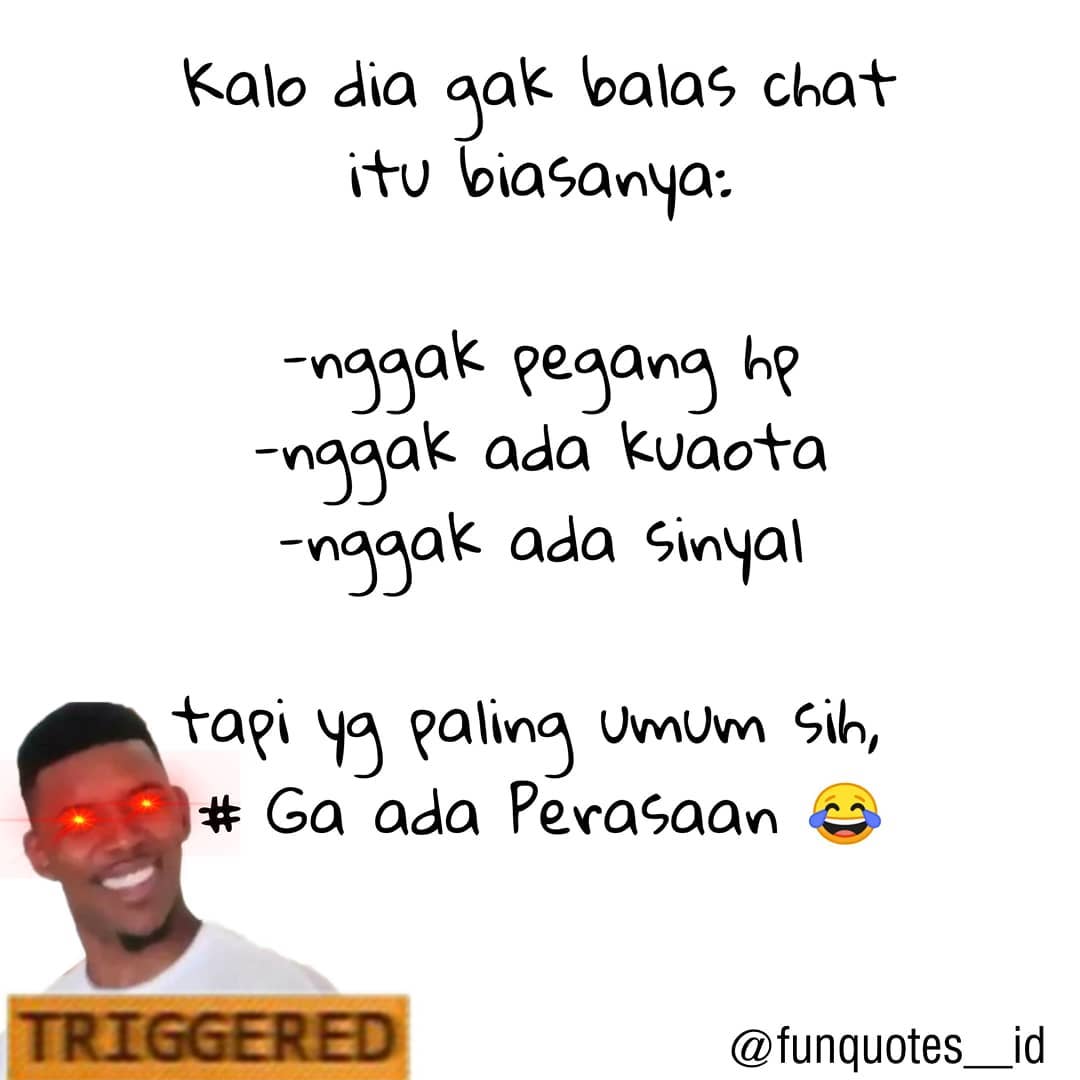 Kalo dia gak balas chat
itu biasanya:
-nggak pegang hp
-nggak ada kuaota
-nggak ada sinyal
tapi yg paling umum sih,
# Ga ada Perasaan 😂
TRIGGERED
@funquotes__id